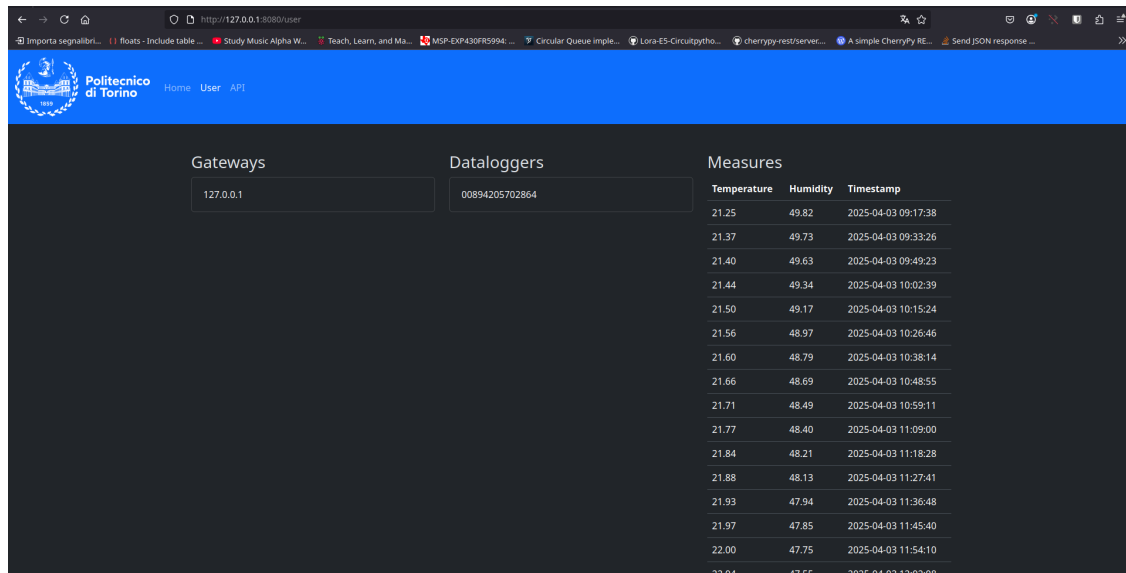 http://127.0.0.1:8080/user
Importa segnalibri... floats - Include table ... Study Music Alpha W... Teach, Learn, and Ma... MSP-EXP430FR5994: ... Circular Queue imple... Lora-E5-Circuitpytho... cherrypy-rest/server.... A simple CherryPy RE... Send JSON response ...
Politecnico
di Torino
1859
Home User API
Gateways
127.0.0.1
Dataloggers
00894205702864
Measures
Temperature Humidity Timestamp
21.25 49.82 2025-04-03 09:17:38
21.37 49.73 2025-04-03 09:33:26
21.40 49.63 2025-04-03 09:49:23
21.44 49.34 2025-04-03 10:02:39
21.50 49.17 2025-04-03 10:15:24
21.56 48.97 2025-04-03 10:26:46
21.60 48.79 2025-04-03 10:38:14
21.66 48.69 2025-04-03 10:48:55
21.71 48.49 2025-04-03 10:59:11
21.77 48.40 2025-04-03 11:09:00
21.84 48.21 2025-04-03 11:18:28
21.88 48.13 2025-04-03 11:27:41
21.93 47.94 2025-04-03 11:36:48
21.97 47.85 2025-04-03 11:45:40
22.00 47.75 2025-04-03 11:54:10